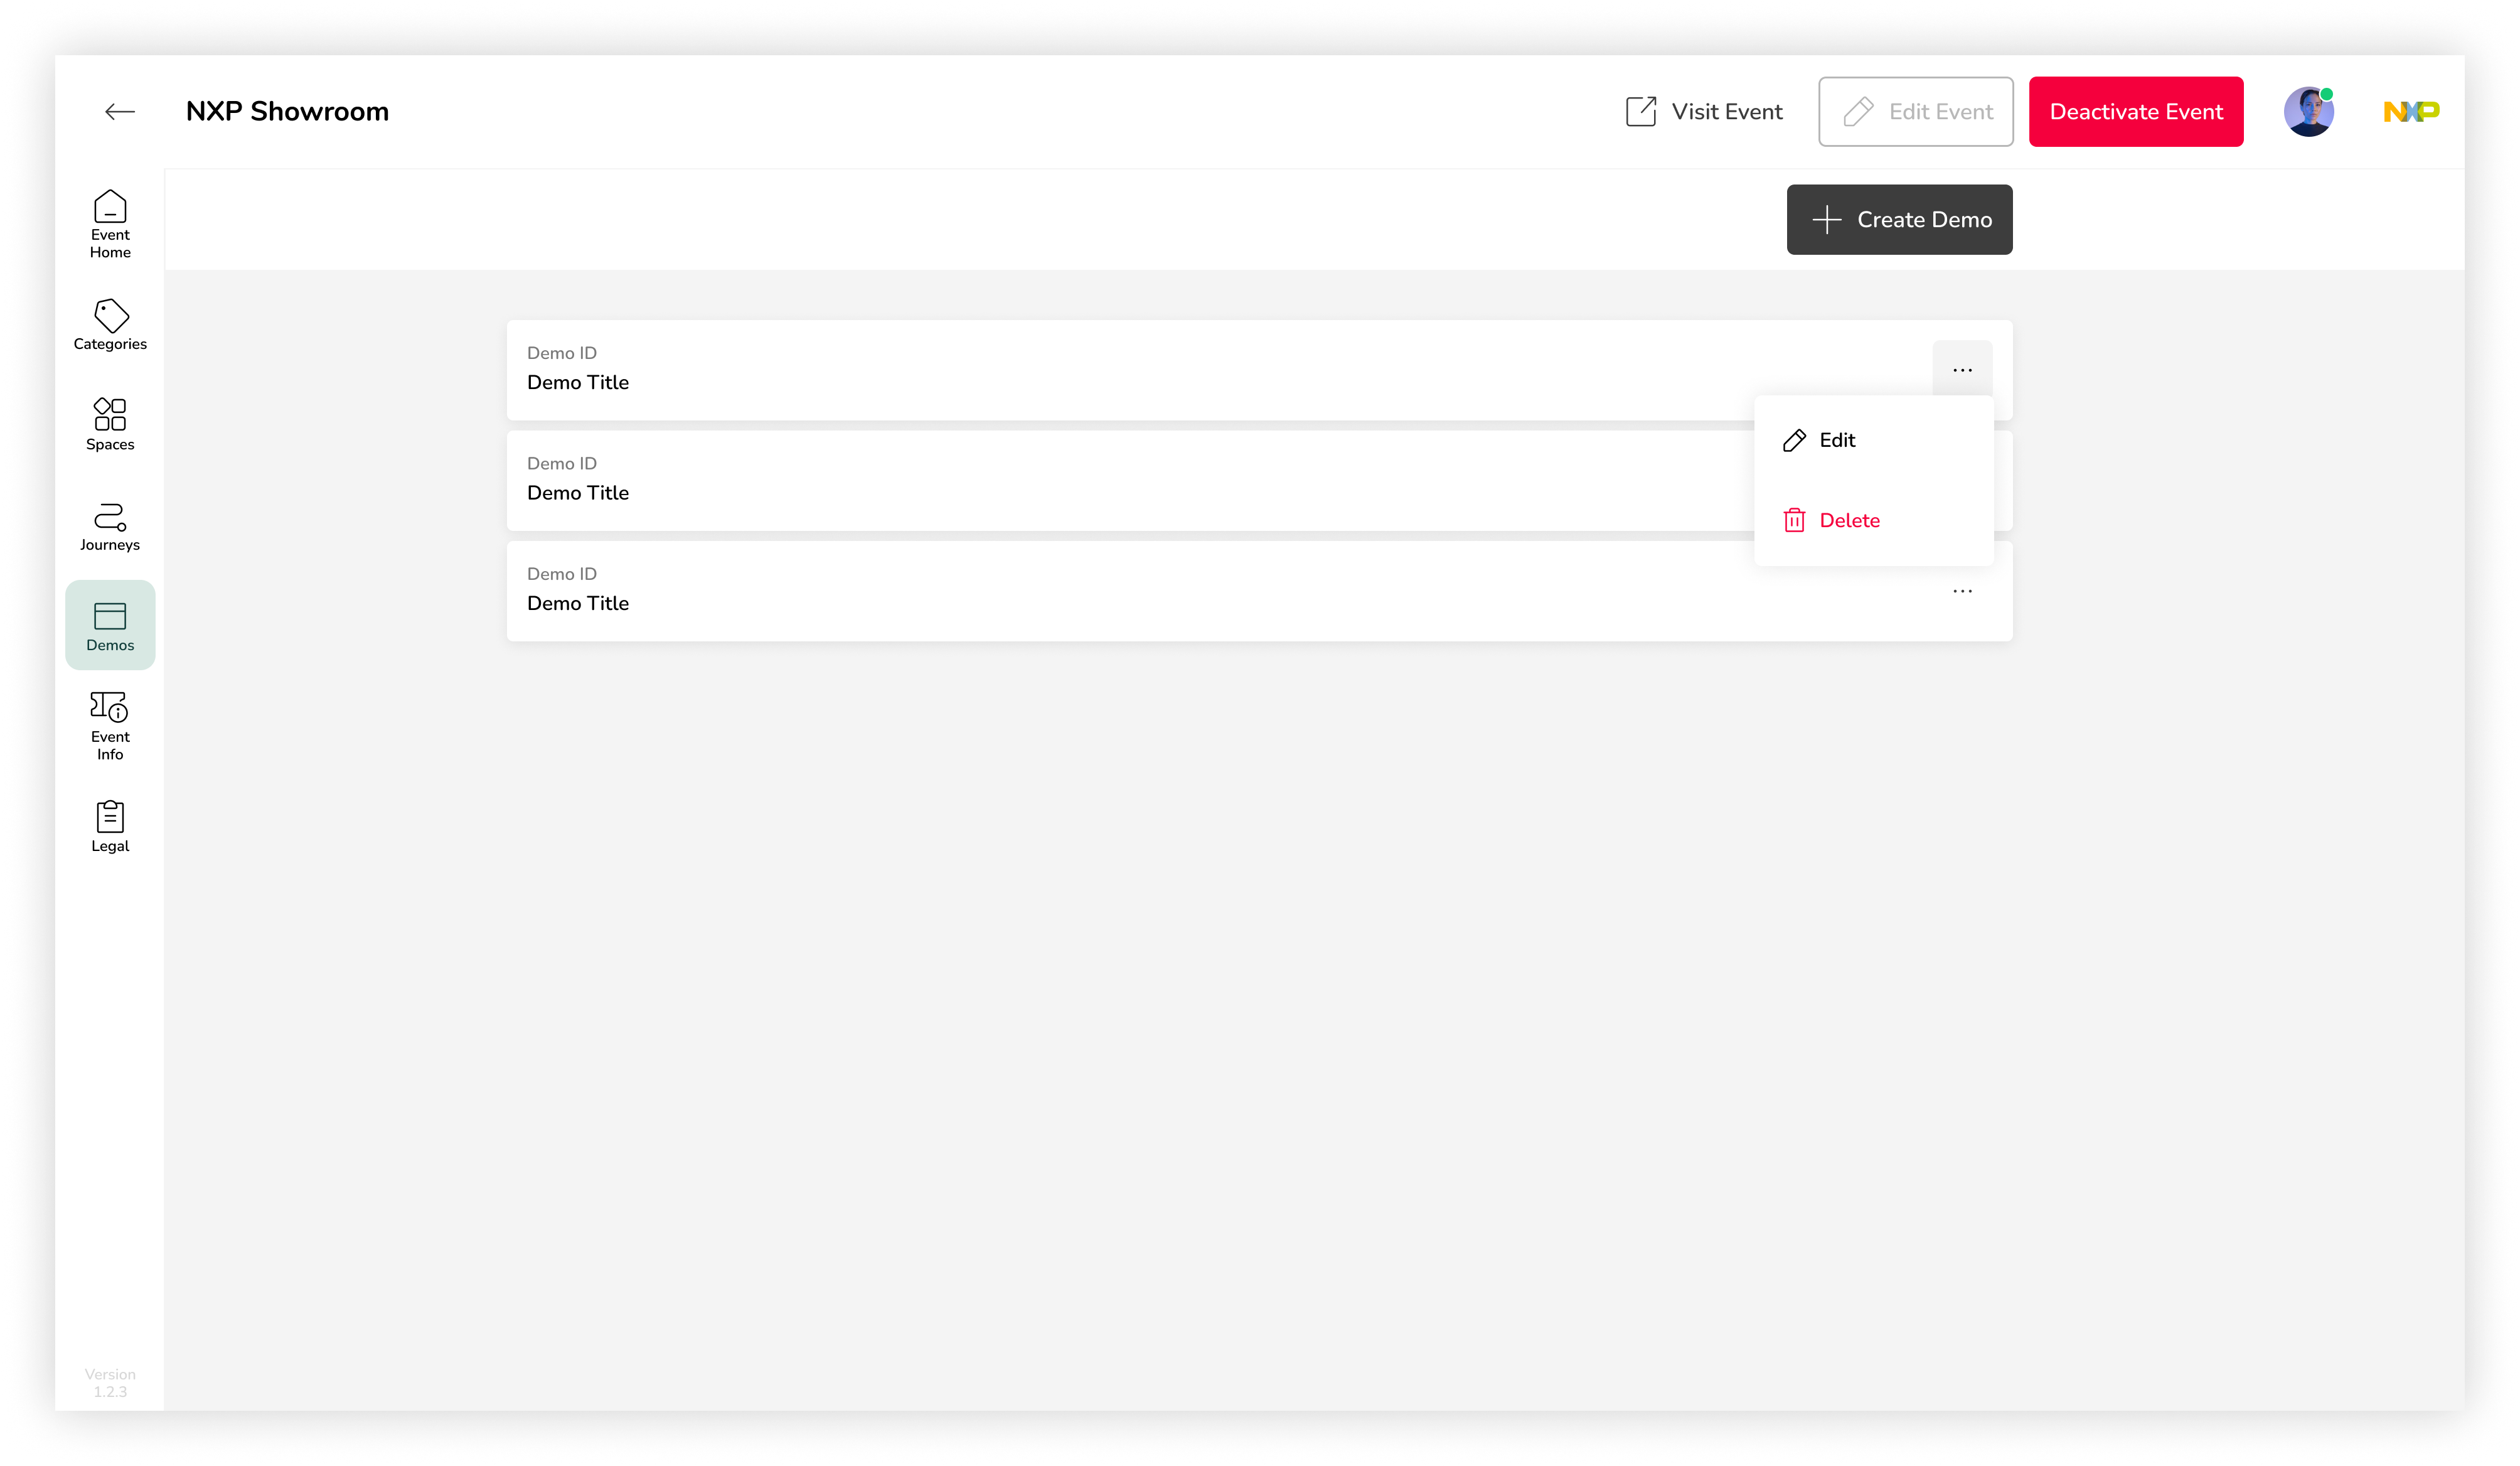 NXP Showroom
Visit Event
Edit Event
Deactivate Event
NXP
Event
Home
Categories
Spaces
Journeys
Demos
Event
Info
Legal
Version
1.2.3
Create Demo
Demo ID
Demo Title
...
Edit
Delete
Demo ID
Demo Title
Demo ID
Demo Title
...